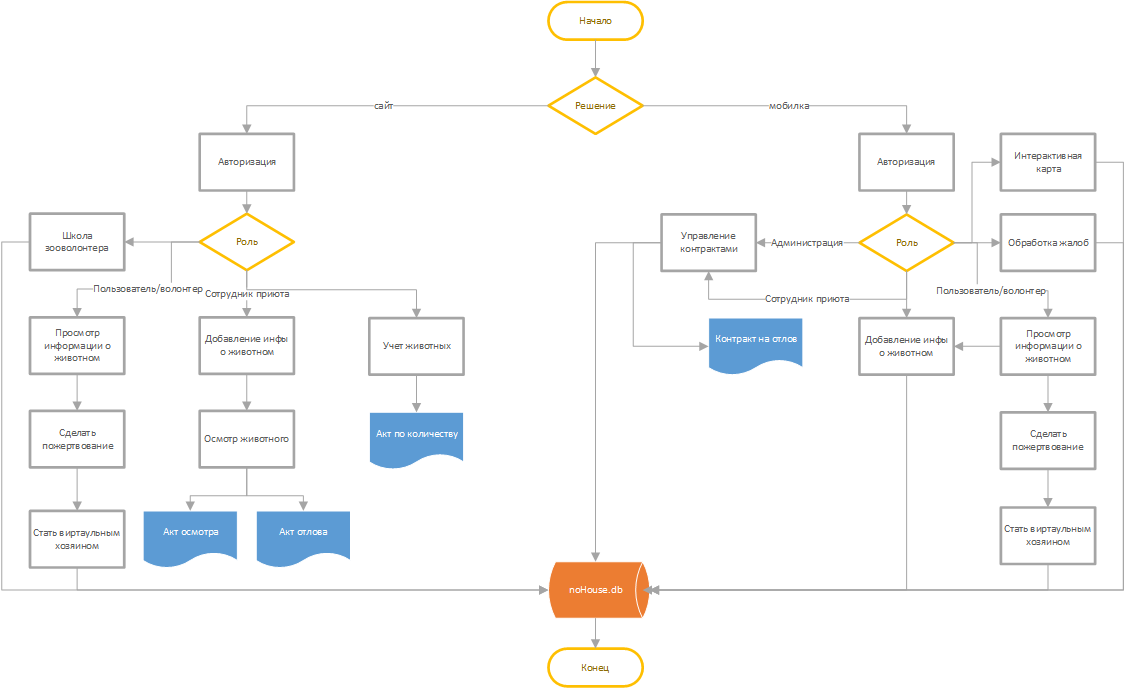 Начало
Решение
сайт
мобилка
Авторизация
Авторизация
Интерактивная
карта
Школа
зооволонтера
Роль
Управление
контрактами
Администрация
Роль
Обработка жалоб
Пользователь/волонтер
Сотрудник приюта
Сотрудник приюта
Пользователь/волонтер
Просмотр
информации о
животном
Добавление инфы
о животном
Учет животных
Контракт на отлов
Добавление инфы
о животном
Просмотр
информации о
животном
Сделать
пожертвование
Осмотр животного
Акт по количеству
Сделать
пожертвование
Стать виртаульным
хозяином
Акт осмотра
Акт отлова
Стать виртаульным
хозяином
noHouse.db
Конец